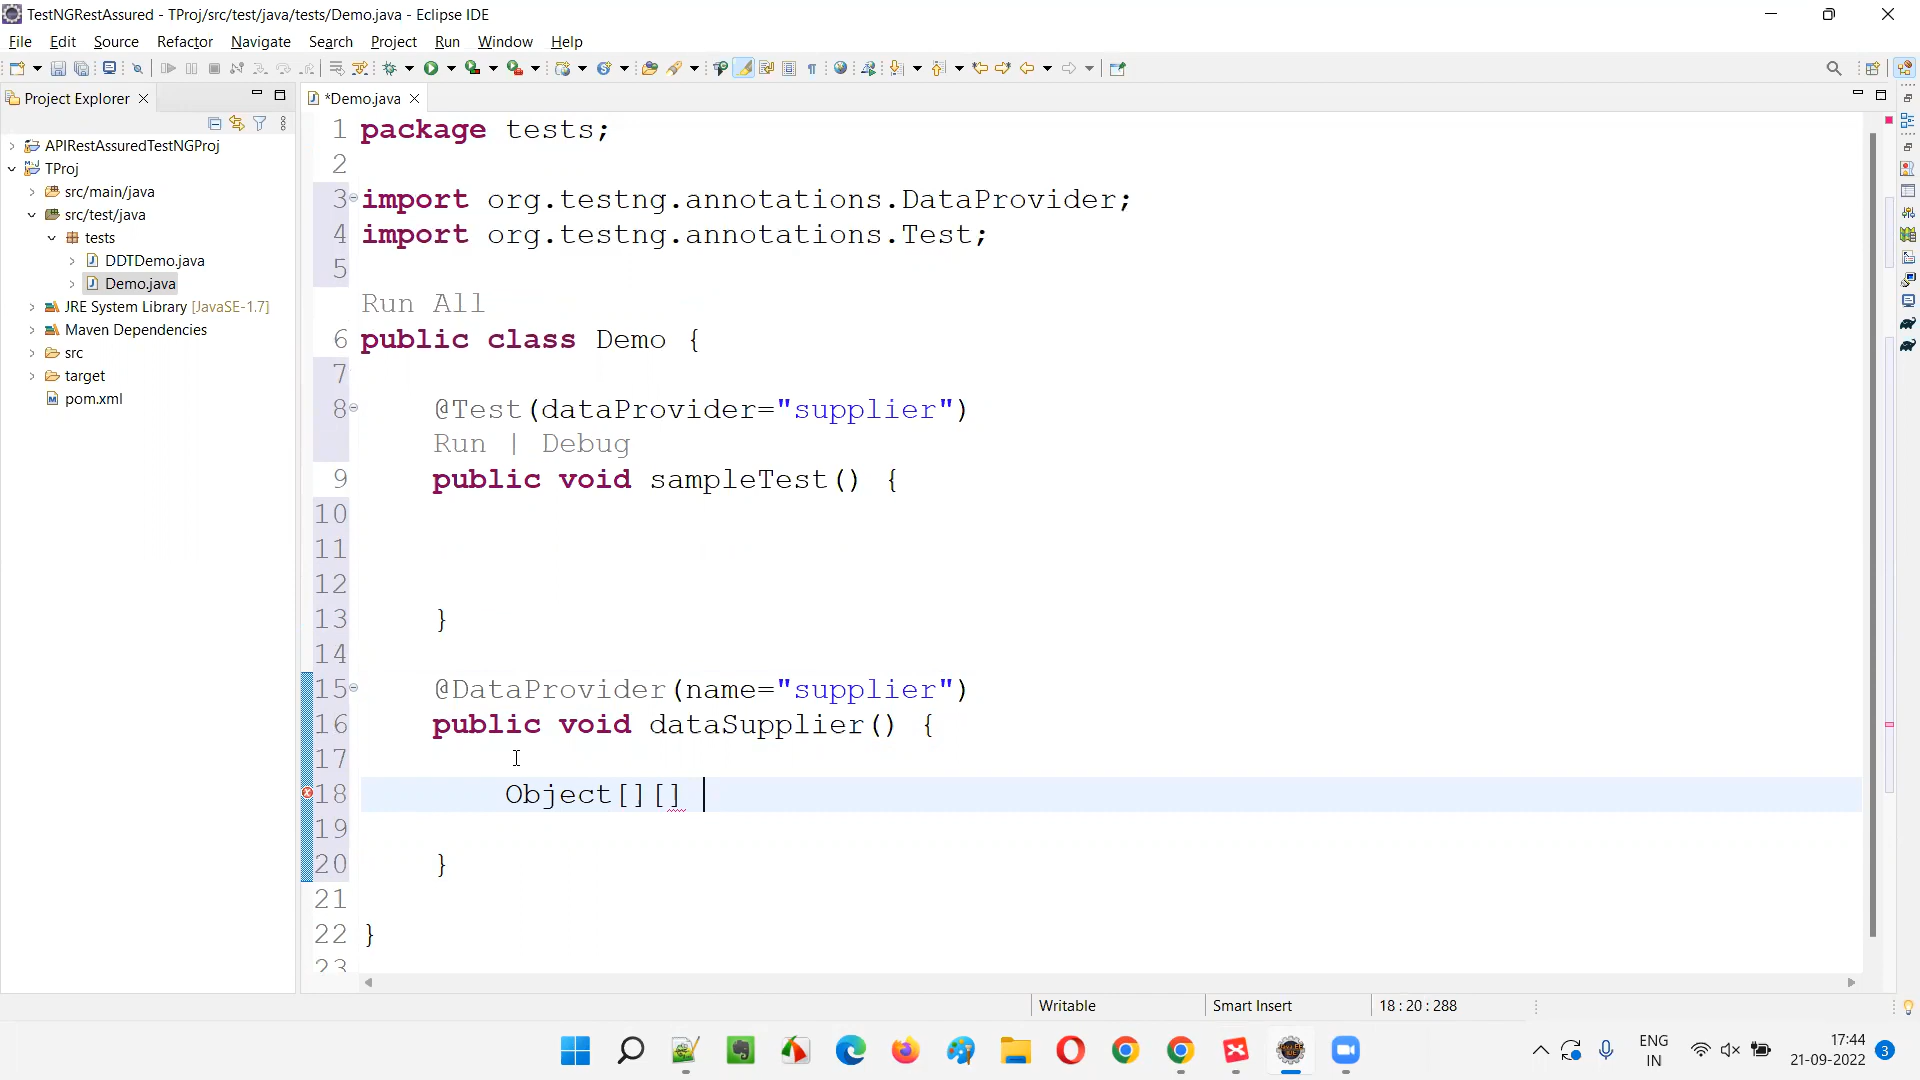 TestNGRestAssured - TProj/src/test/java/tests/Demo.java - Eclipse IDE
File Edit Source Refactor Navigate Search Project Run Window Help
Project Explorer
*Demo.java
APIRestAssuredTestNGProj
TProj
src/main/java
src/test/java
tests
DDTDemo.java
Demo.java
JRE System Library [JavaSE-1.7]
Maven Dependencies
src
target
pom.xml
1 package tests;
2
3 import org.testng.annotations.DataProvider;
4 import org.testng.annotations.Test;
5
Run All
6 public class Demo {
7
8 @Test(dataProvider="supplier")
Run | Debug
9 public void sampleTest() {
10
11
12
13 }
14
15 @DataProvider(name="supplier")
16 public void dataSupplier() {
17
18 Object[][]
19
20 }
21
22 }
23
Writable Smart Insert 18 : 20 : 288
ENG
IN
17:44
21-09-2022
3